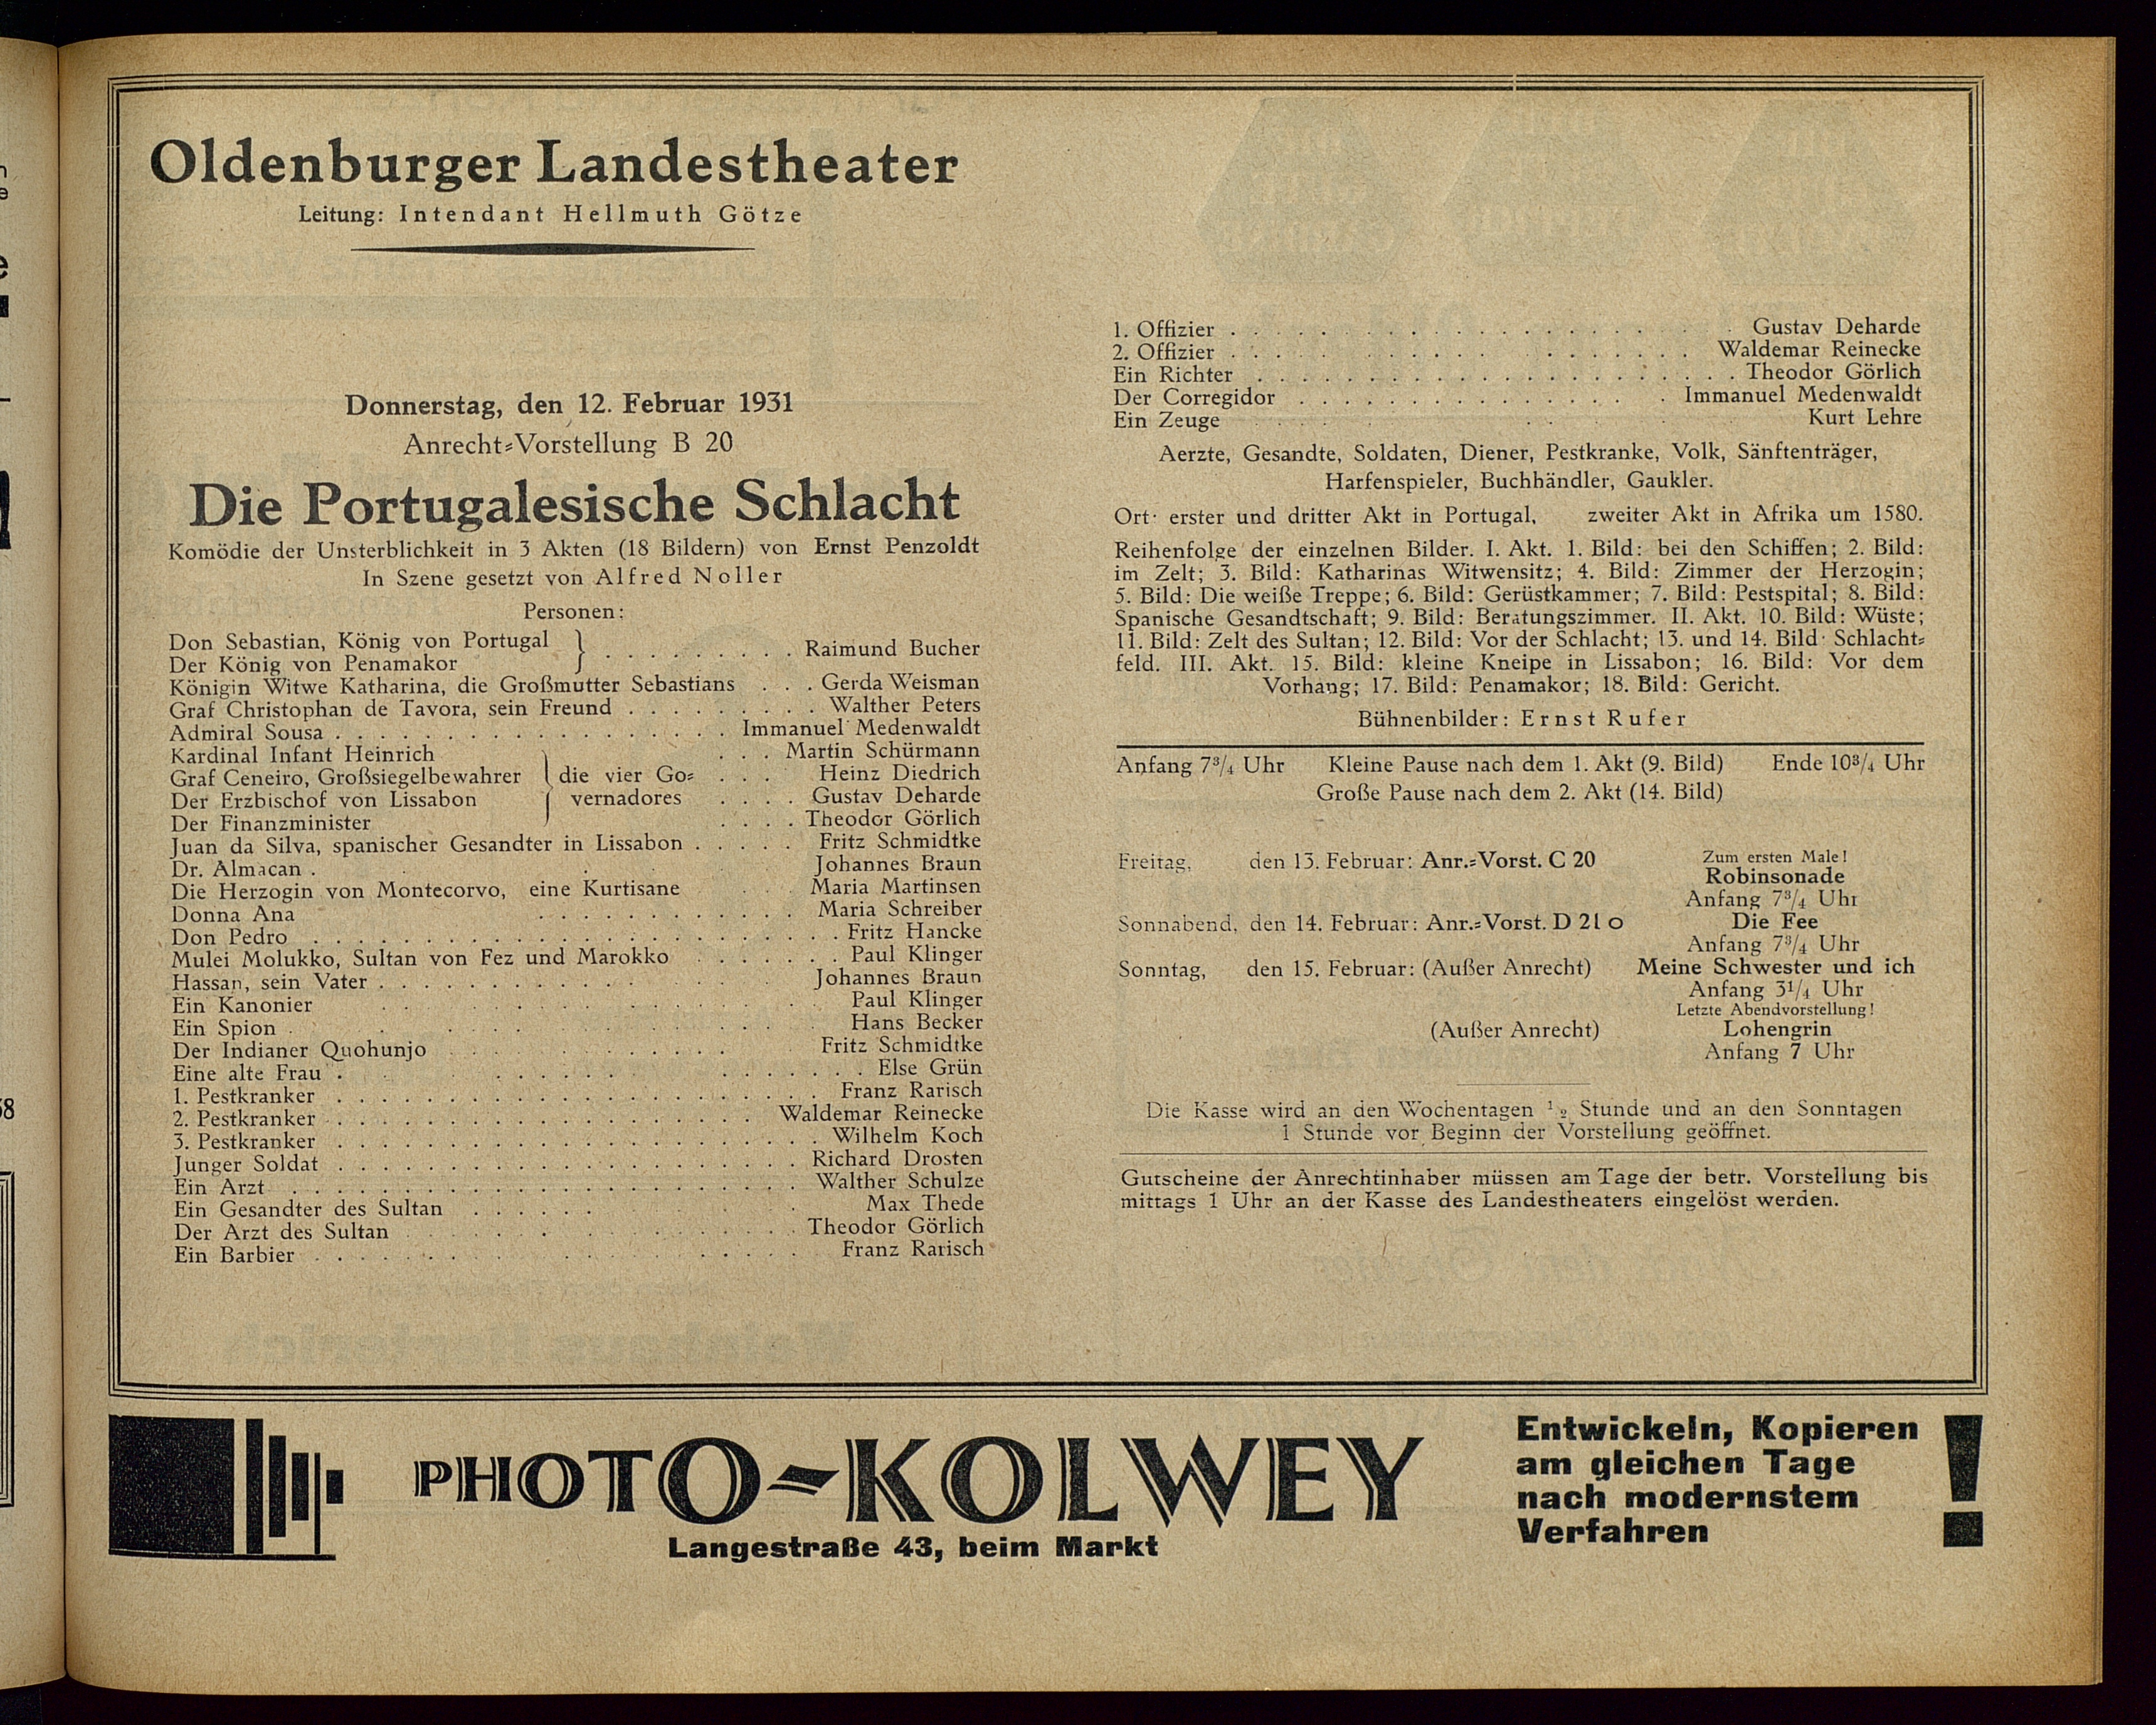 Oldenburger Landestheater
Leitung: Intendant Hellmuth Götze
Donnerstag, den 12. Februar 1931
Anrecht=Vorstellung B 20
Die Portugalesische Schlacht
Komödie der Unsterblichkeit in 3 Akten (18 Bildern) von Ernst Penzoldt
In Szene gesetzt von Alfred Noller
Personen:
Don Sebastian, König von Portugal
Der König von Penamakor } . . . . . . . . . Raimund Bucher
Königin Witwe Katharina, die Großmutter Sebastians . . . Gerda Weisman
Graf Christophan de Tavora, sein Freund . . . . . . . . . Walther Peters
Admiral Sousa . . . . . . . . . . . . . . . . . . Immanuel Medenwaldt
Kardinal Infant Heinrich . . . Martin Schürmann
Graf Ceneiro, Großsiegelbewahrer } die vier Go= . . . Heinz Diedrich
Der Erzbischof von Lissabon vernadores . . . . Gustav Deharde
Der Finanzminister . . . . Theodor Görlich
Juan da Silva, spanischer Gesandter in Lissabon . . . . . Fritz Schmidtke
Dr. Almacan . . . Johannes Braun
Die Herzogin von Montecorvo, eine Kurtisane . . . Maria Martinsen
Donna Ana . . . . . . . . . . . . Maria Schreiber
Don Pedro . . . . . . . . . . . . . . . . . . . . . . Fritz Hancke
Mulei Molukko, Sultan von Fez und Marokko . . . . . . . Paul Klinger
Hassan, sein Vater . . . . . . . . . . . . . . . Johannes Braun
Ein Kanonier . . . . . . . . . . . . . . . Paul Klinger
Ein Spion . . . . . . . . . . . . . . . Hans Becker
Der Indianer Quohunjo . . . . . . . . . . . . . Fritz Schmidtke
Eine alte Frau . . . . . . . . . . . . . . . . Else Grün
1. Pestkranker . . . . . . . . . . . . . . . . . . . . . Franz Rarisch
2. Pestkranker . . . . . . . . . . . . . . . . . . . Waldemar Reinecke
3. Pestkranker . . . . . . . . . . . . . . . . . . . . . Wilhelm Koch
Junger Soldat . . . . . . . . . . . . . . . . . . . . Richard Drosten
Ein Arzt . . . . . . . . . . . . . . . . . . . . . . Walther Schulze
Ein Gesandter des Sultan . . . . . . . Max Thede
Der Arzt des Sultan . . . . . . . . . . . . . . . Theodor Görlich
Ein Barbier . . . . . . . . . . . . . . . . . . Franz Rarisch
1. Offizier . . . . . . . . . . . . . . . . . . . . . Gustav Deharde
2. Offizier . . . . . . . . . . . . . . . . . . Waldemar Reinecke
Ein Richter . . . . . . . . . . . . . . . . . . . . . Theodor Görlich
Der Corregidor . . . . . . . . . . . . . . . . Immanuel Medenwaldt
Ein Zeuge . . . . . . . . . Kurt Lehre
Aerzte, Gesandte, Soldaten, Diener, Pestkranke, Volk, Sänftenträger,
Harfenspieler, Buchhändler, Gaukler.
Ort· erster und dritter Akt in Portugal, zweiter Akt in Afrika um 1580.
Reihenfolge der einzelnen Bilder. I. Akt. 1. Bild: bei den Schiffen; 2. Bild:
im Zelt; 3. Bild: Katharinas Witwensitz; 4. Bild: Zimmer der Herzogin;
5. Bild: Die weiße Treppe; 6. Bild: Gerüstkammer; 7. Bild: Pestspital; 8. Bild:
Spanische Gesandtschaft; 9. Bild: Beratungszimmer. II. Akt. 10. Bild: Wüste;
11. Bild: Zelt des Sultan; 12. Bild: Vor der Schlacht; 13. und 14. Bild· Schlacht=
feld. III. Akt. 15. Bild: kleine Kneipe in Lissabon; 16. Bild: Vor dem
Vorhang; 17. Bild: Penamakor; 18. Bild: Gericht.
Bühnenbilder: Ernst Rufer
Anfang 7¾ Uhr Kleine Pause nach dem 1. Akt (9. Bild) Ende 10¾ Uhr
Große Pause nach dem 2. Akt (14. Bild)
Freitag, den 13. Februar: Anr.=Vorst. C 20 Zum ersten Male!
Robinsonade
Anfang 7¾ Uhr
Sonnabend, den 14. Februar: Anr.=Vorst. D 21 o Die Fee
Anfang 7¾ Uhr
Sonntag, den 15. Februar: (Außer Anrecht) Meine Schwester und ich
Anfang 3¼ Uhr
Letzte Abendvorstellung!
(Außer Anrecht) Lohengrin
Anfang 7 Uhr
Die Kasse wird an den Wochentagen ½ Stunde und an den Sonntagen
1 Stunde vor Beginn der Vorstellung geöffnet.
Gutscheine der Anrechtinhaber müssen am Tage der betr. Vorstellung bis
mittags 1 Uhr an der Kasse des Landestheaters eingelöst werden.
PHOTO=KOLWEY
Langestraße 43, beim Markt
Entwickeln, Kopieren
am gleichen Tage
nach modernstem
Verfahren !